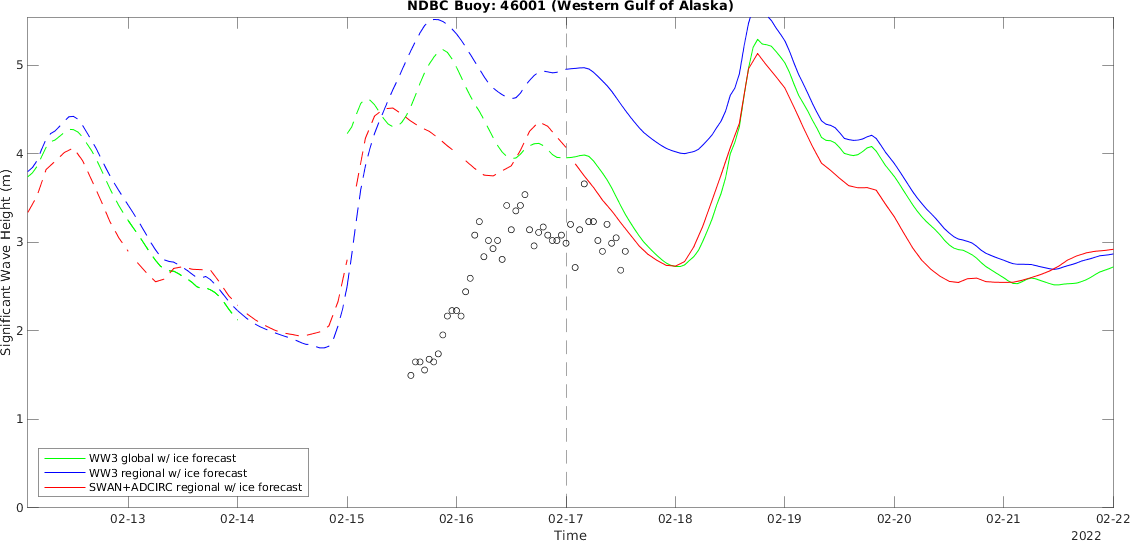 NDBC Buoy: 46001 (Western Gulf of Alaska)
Significant Wave Height (m)
5
4
3
2
1
0
WW3 global w/ ice forecast
WW3 regional w/ ice forecast
SWAN+ADCIRC regional w/ ice forecast
02-13 02-14 02-15 02-16 02-17 02-18 02-19 02-20 02-21 02-22
Time
2022